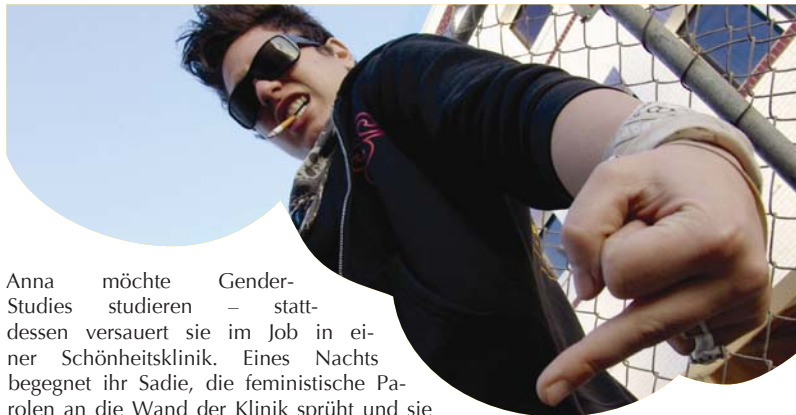 Anna möchte Gender-
Studies studieren – statt-
dessen versauert sie im Job in ei-
ner Schönheitsklinik. Eines Nachts
begegnet ihr Sadie, die feministische Pa-
rolen an die Wand der Klinik sprüht und sie